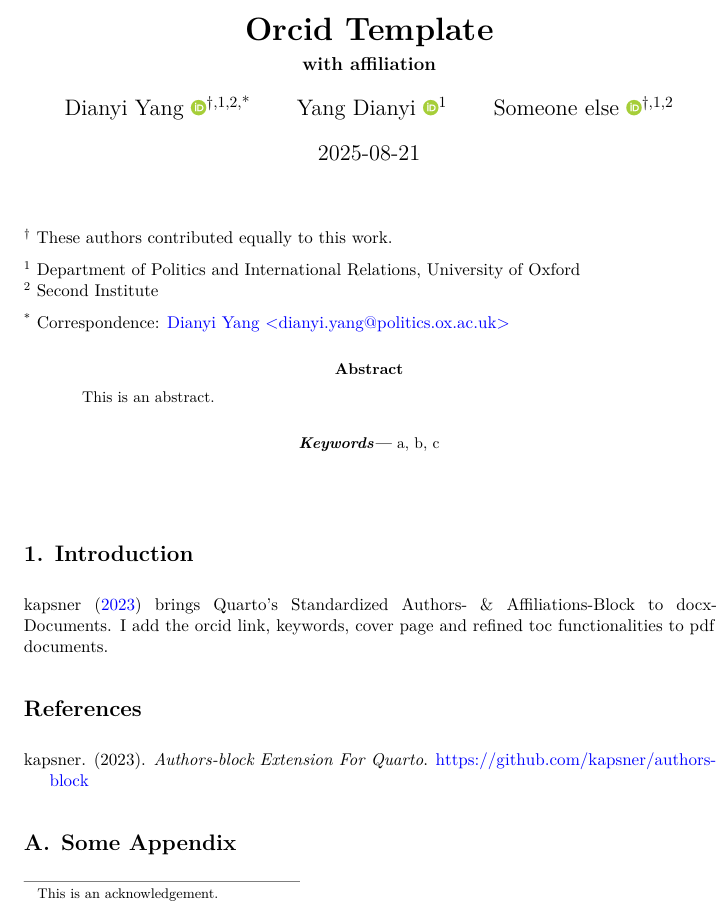 Orcid Template
with affiliation
Dianyi Yang iD†,1,2,* Yang Dianyi iD1 Someone else iD†,1,2
2025-08-21
† These authors contributed equally to this work.
1 Department of Politics and International Relations, University of Oxford
2 Second Institute
* Correspondence: Dianyi Yang <dianyi.yang@politics.ox.ac.uk>
Abstract
This is an abstract.
Keywords— a, b, c
1. Introduction
kapsner (2023) brings Quarto's Standardized Authors- & Affiliations-Block to docx-
Documents. I add the orcid link, keywords, cover page and refined toc functionalities to pdf
documents.
References
kapsner. (2023). Authors-block Extension For Quarto. https://github.com/kapsner/authors-
block
A. Some Appendix
This is an acknowledgement.